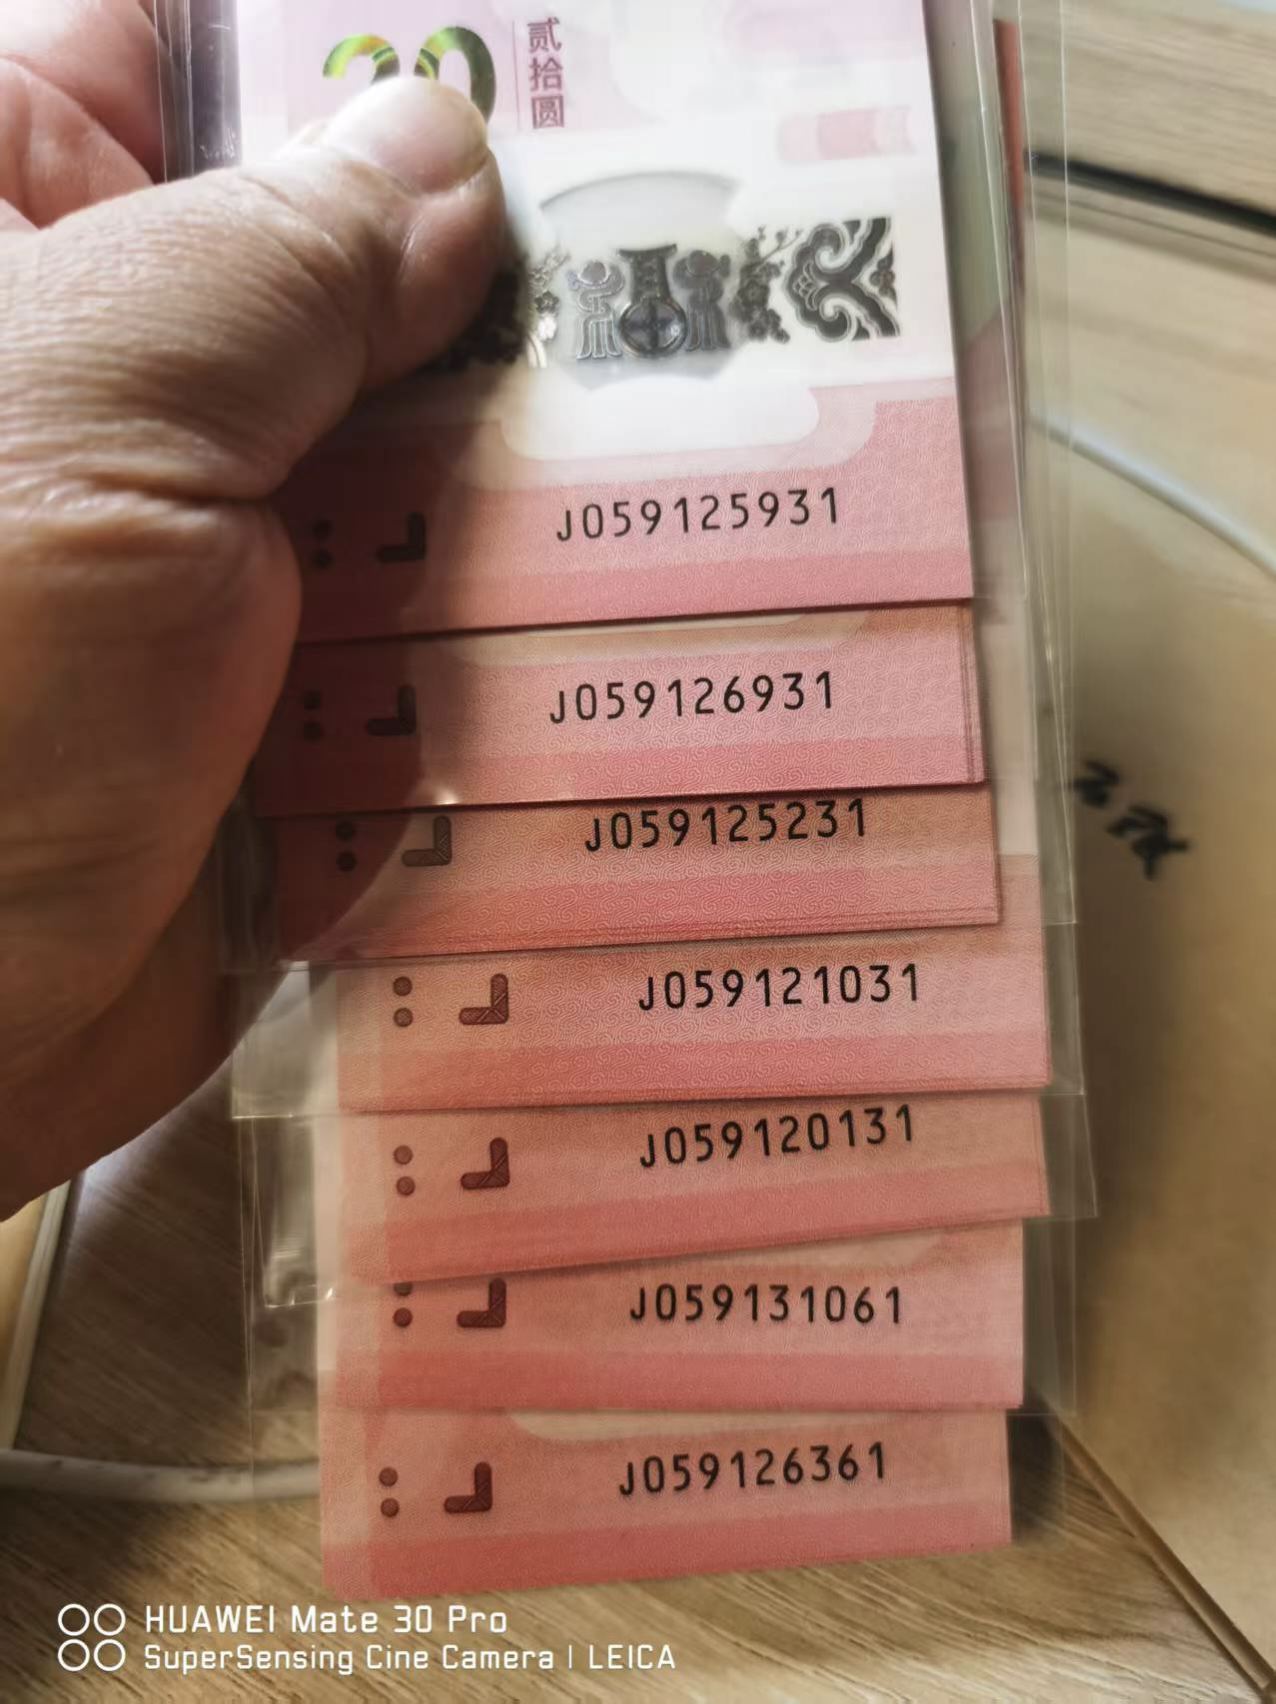 20
贰拾圆
J059125931
J059126931
J059125231
J059121031
J059120131
J059131061
J059126361
HUAWEI Mate 30 Pro
SuperSensing Cine Camera | LEICA